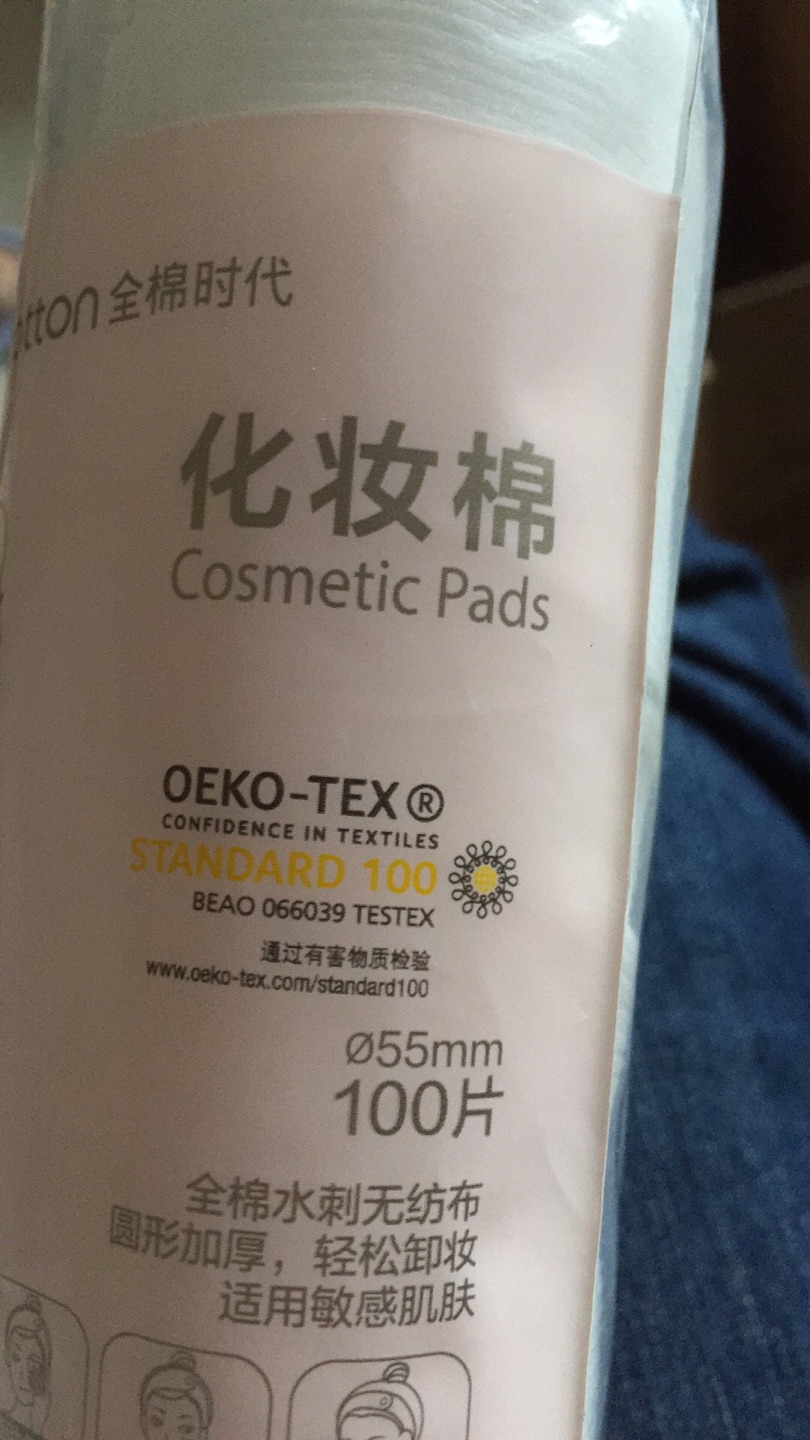 全棉时代
化妆棉
Cosmetic Pads
OEKO-TEX®
CONFIDENCE IN TEXTILES
STANDARD 100
BEAO 066039 TESTEX
通过有害物质检验
www.oeko-tex.com/standard100
Ø55mm
100片
全棉水刺无纺布
圆形加厚，轻松卸妆
适用敏感肌肤